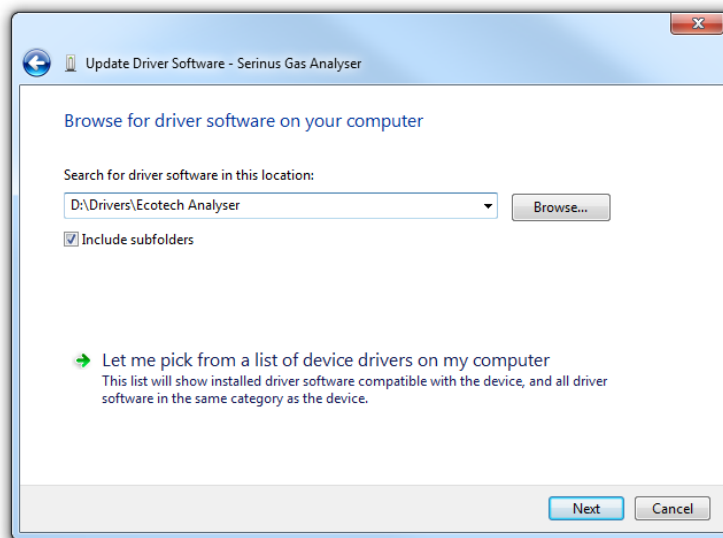 Update Driver Software - Serinus Gas Analyser
Browse for driver software on your computer
Search for driver software in this location:
D:\Drivers\Ecotech Analyser
Browse...
Include subfolders
Let me pick from a list of device drivers on my computer
This list will show installed driver software compatible with the device, and all driver
software in the same category as the device.
Next
Cancel